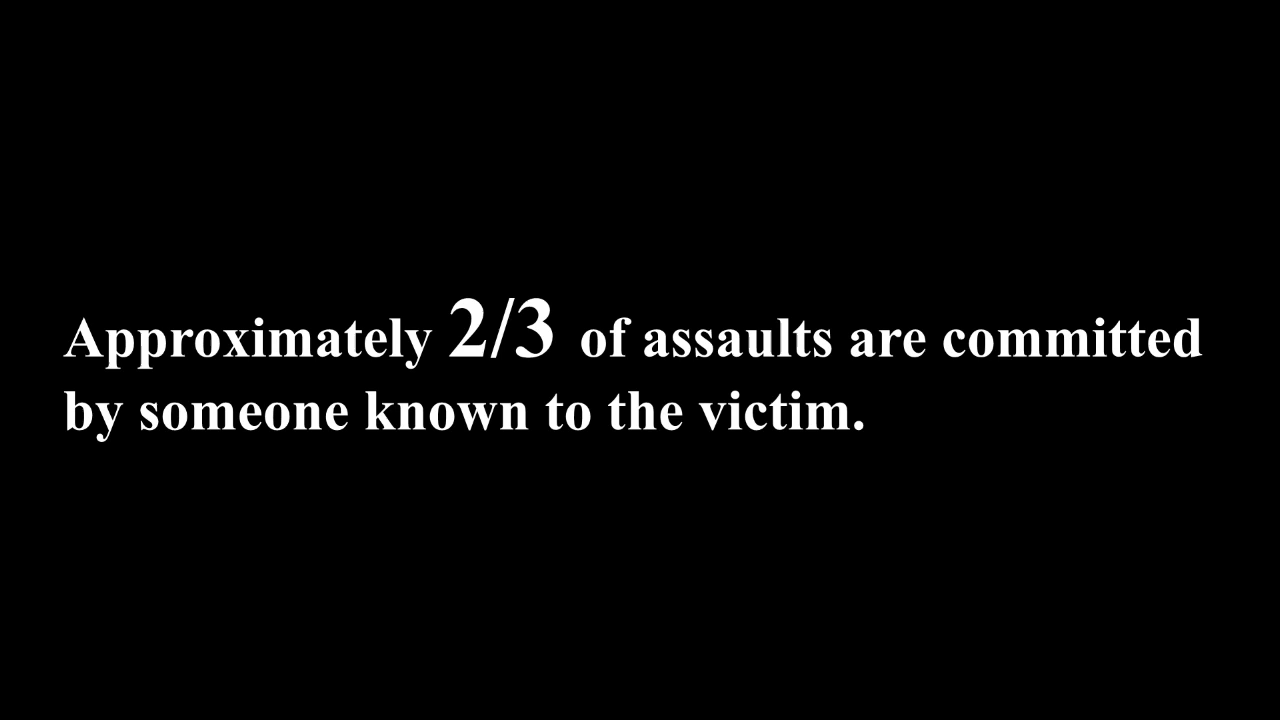 Approximately 2/3 of assaults are committed
by someone known to the victim.